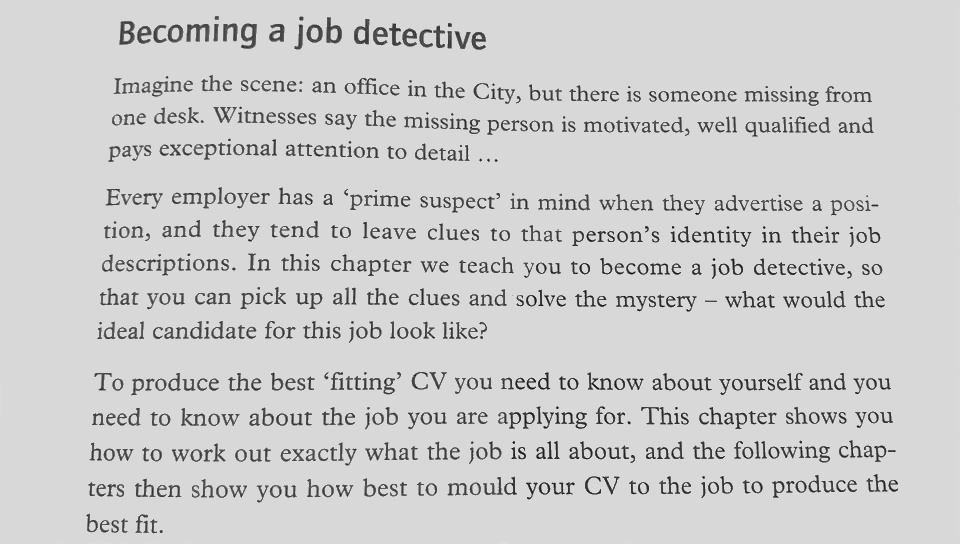 Becoming a job detective
Imagine the scene: an office in the City, but there is someone missing from
one desk. Witnesses say the missing person is motivated, well qualified and
pays exceptional attention to detail …
Every employer has a ‘prime suspect’ in mind when they advertise a posi-
tion, and they tend to leave clues to that person’s identity in their job
descriptions. In this chapter we teach you to become a job detective, so
that you can pick up all the clues and solve the mystery – what would the
ideal candidate for this job look like?
To produce the best ‘fitting’ CV you need to know about yourself and you
need to know about the job you are applying for. This chapter shows you
how to work out exactly what the job is all about, and the following chap-
ters then show you how best to mould your CV to the job to produce the
best fit.